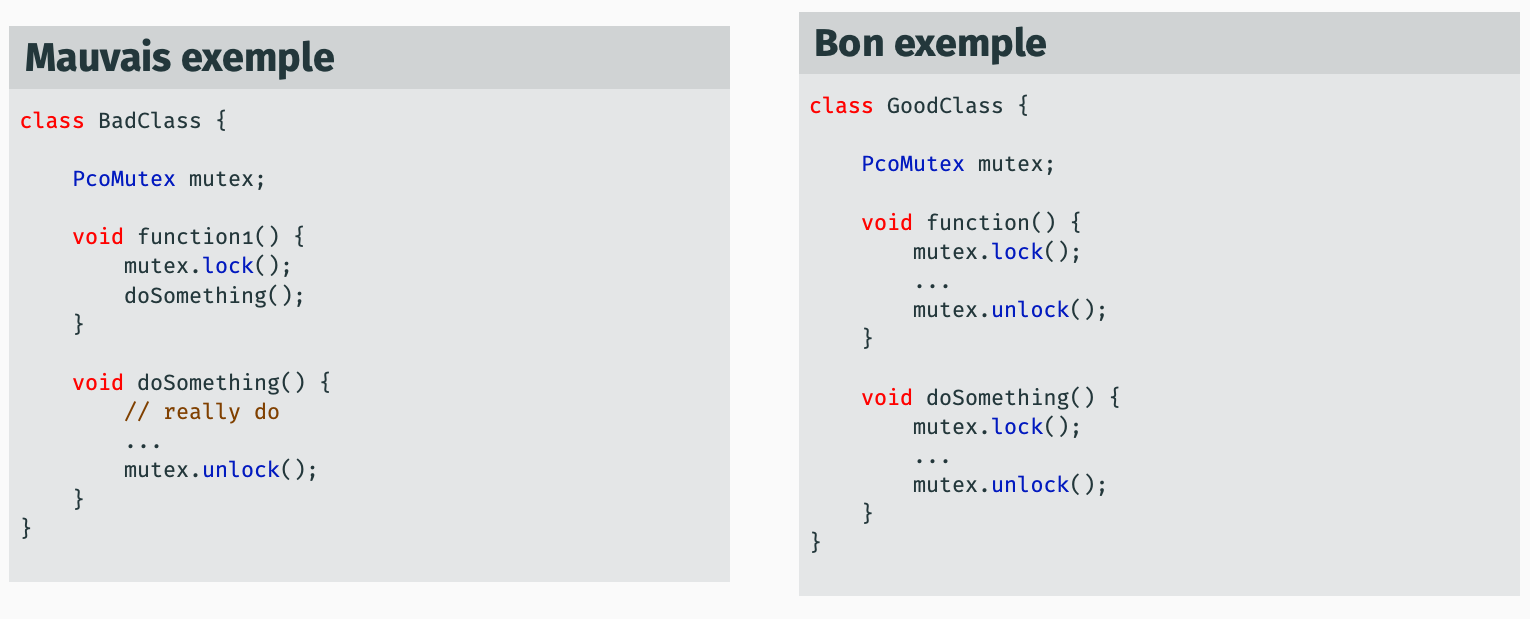 Mauvais exemple
class BadClass {
    PcoMutex mutex;
    void function1() {
        mutex.lock();
        doSomething();
    }
    void doSomething() {
        // really do
        ...
        mutex.unlock();
    }
}
Bon exemple
class GoodClass {
    PcoMutex mutex;
    void function() {
        mutex.lock();
        ...
        mutex.unlock();
    }
    void doSomething() {
        mutex.lock();
        ...
        mutex.unlock();
    }
}